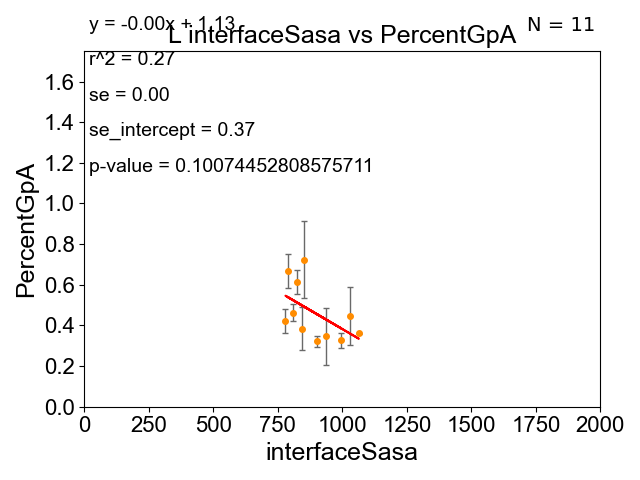 y = -0.00x + 1.13
N = 11
L interfaceSasa vs PercentGpA
r^2 = 0.27
se = 0.00
se_intercept = 0.37
p-value = 0.10074452808575711
PercentGpA
1.6
1.4
1.2
1.0
0.8
0.6
0.4
0.2
0.0
0 250 500 750 1000 1250 1500 1750 2000
interfaceSasa